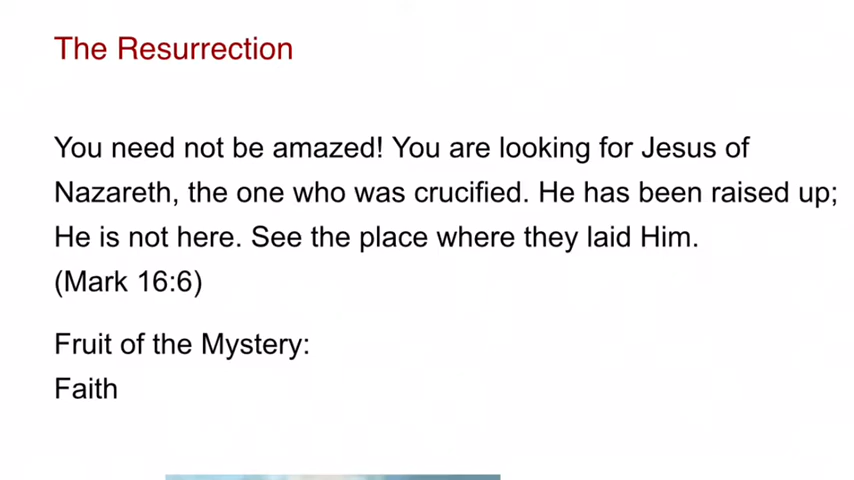 The Resurrection
You need not be amazed! You are looking for Jesus of
Nazareth, the one who was crucified. He has been raised up;
He is not here. See the place where they laid Him.
(Mark 16:6)
Fruit of the Mystery:
Faith